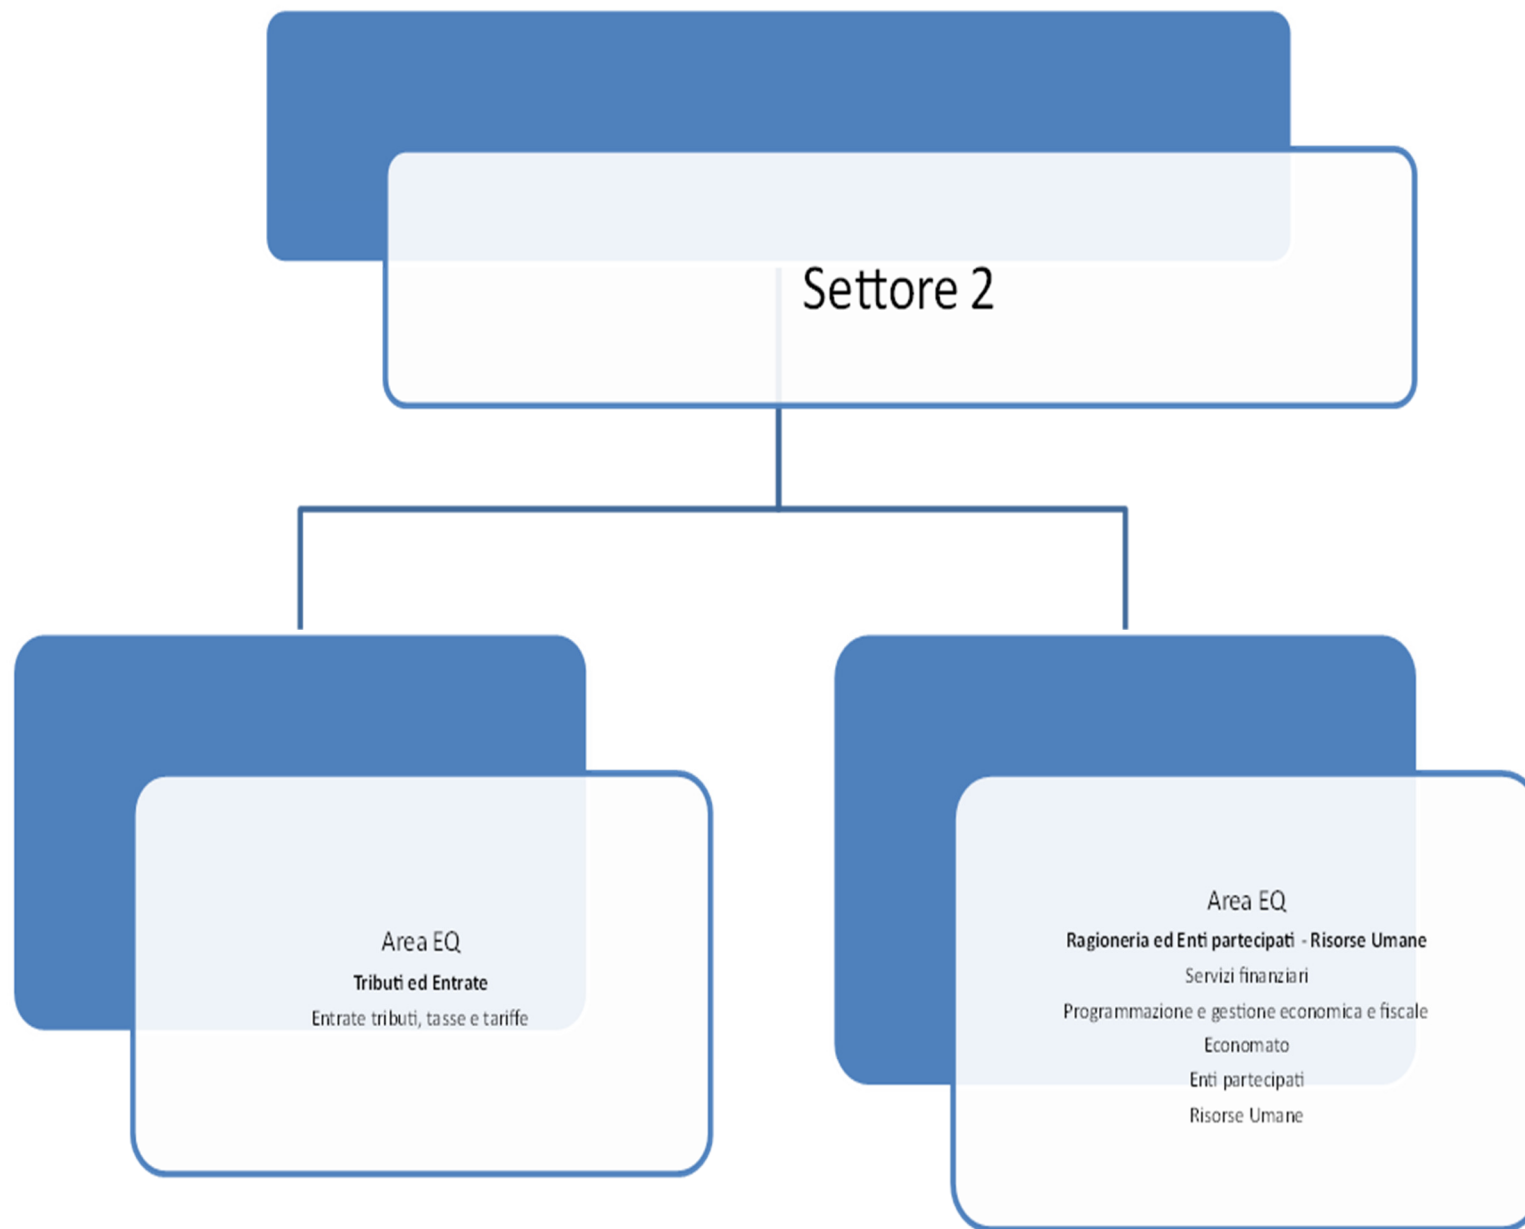 Settore 2
Area EQ
Tributi ed Entrate
Entrate tributi, tasse e tariffe
Area EQ
Ragioneria ed Enti partecipati - Risorse Umane
Servizi finanziari
Programmazione e gestione economica e fiscale
Economato
Enti partecipati
Risorse Umane